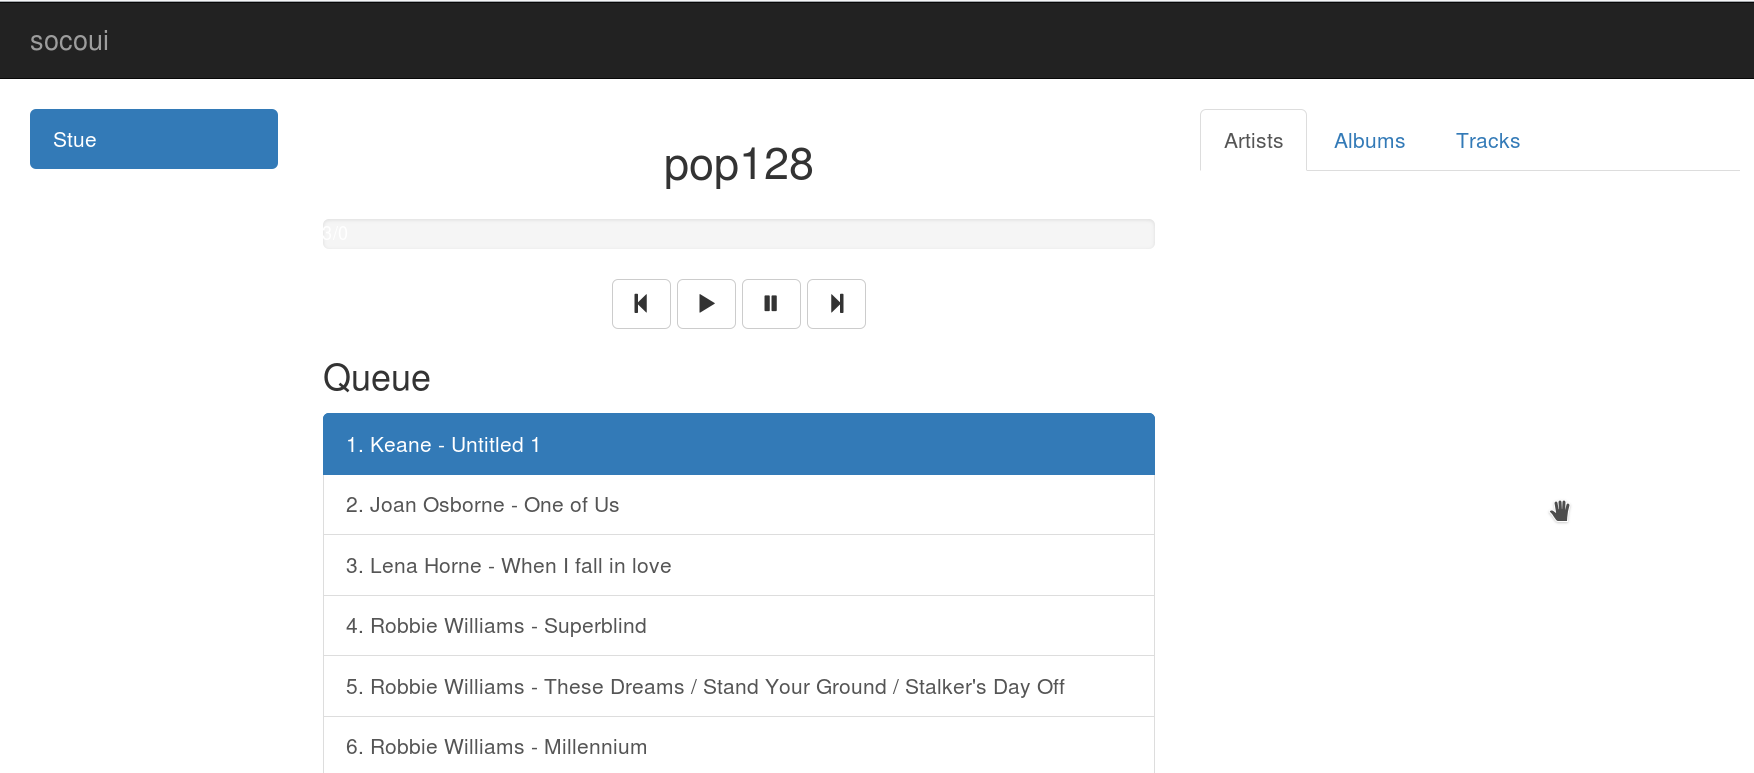 socoui
Stue
pop128
3/0
Queue
1. Keane - Untitled 1
2. Joan Osborne - One of Us
3. Lena Horne - When I fall in love
4. Robbie Williams - Superblind
5. Robbie Williams - These Dreams / Stand Your Ground / Stalker's Day Off
6. Robbie Williams - Millennium
Artists Albums Tracks